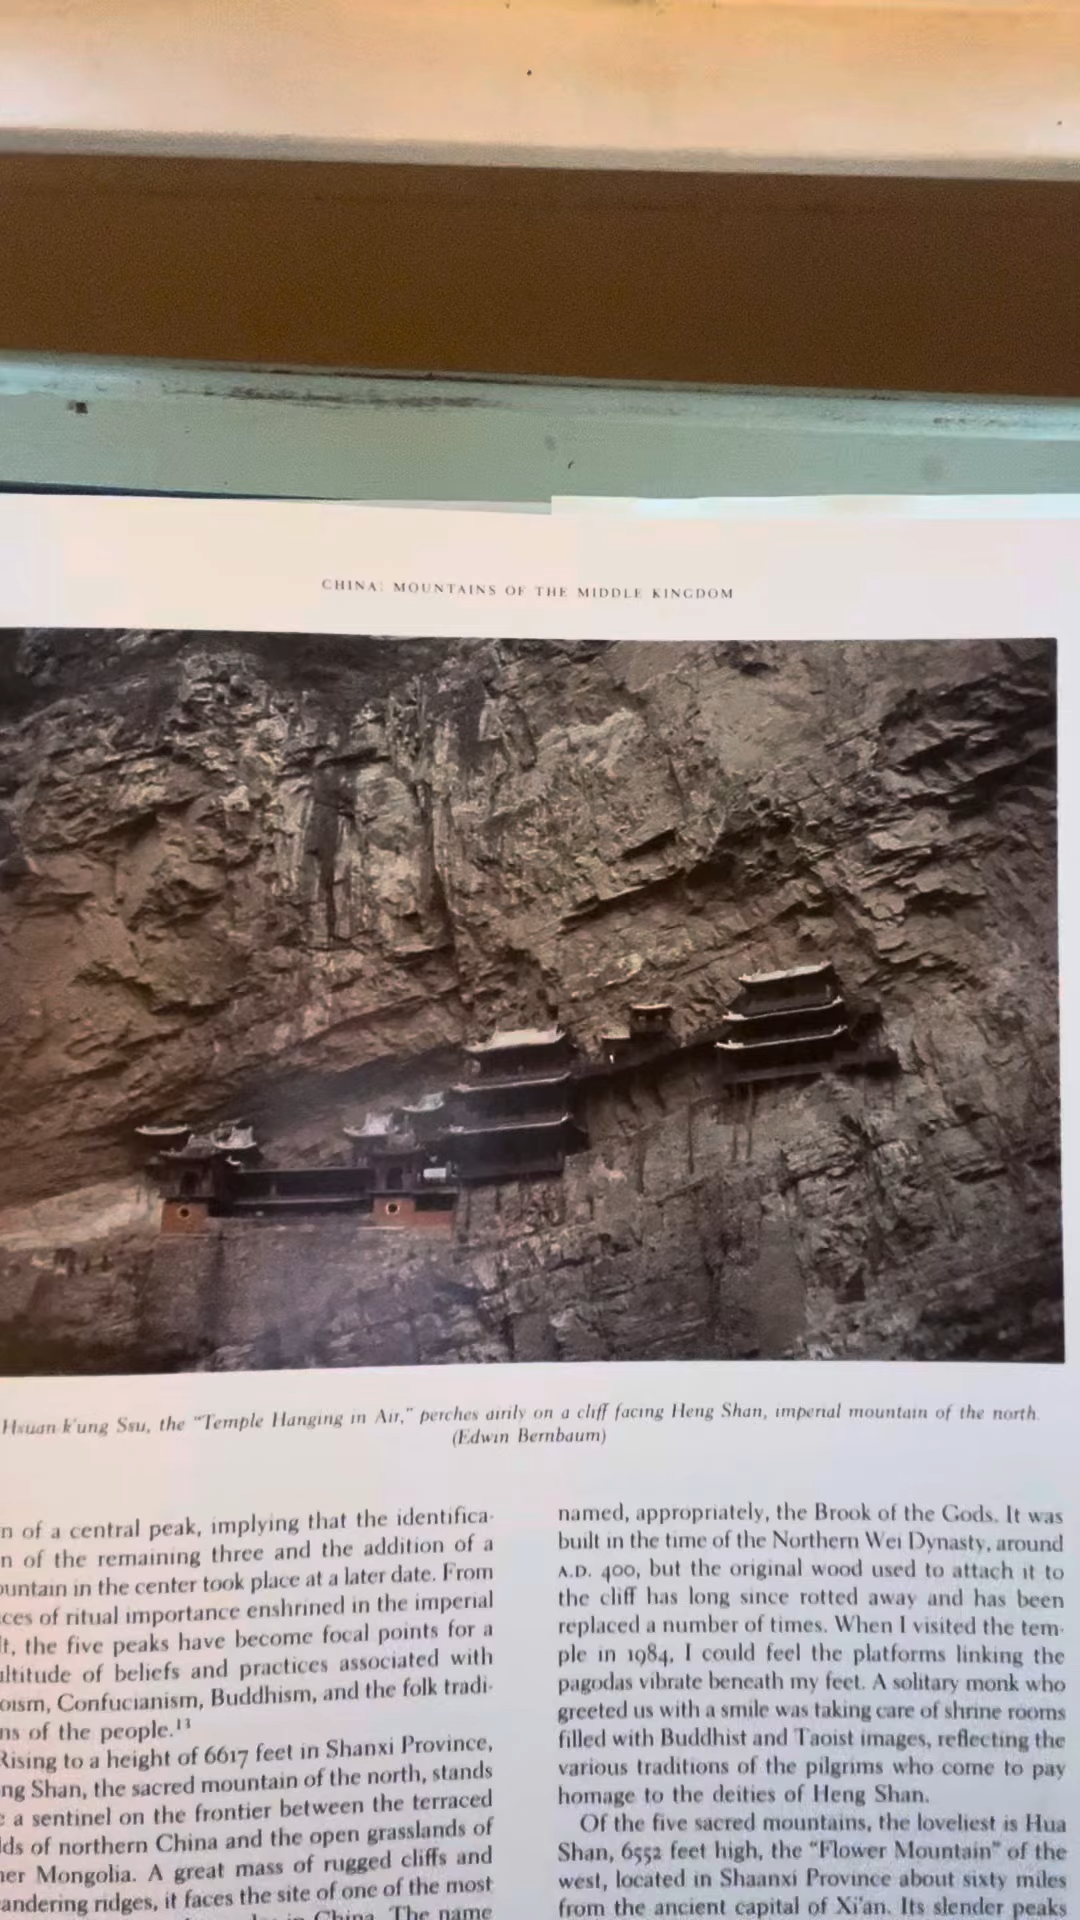 CHINA: MOUNTAINS OF THE MIDDLE KINGDOM
Hsuan k'ung Ssu, the "Temple Hanging in Air," perches airily on a cliff facing Heng Shan, imperial mountain of the north.
(Edwin Bernbaum)
n of a central peak, implying that the identifica-
n of the remaining three and the addition of a
ountain in the center took place at a later date. From
ces of ritual importance enshrined in the imperial
lt, the five peaks have become focal points for a
ultitude of beliefs and practices associated with
oism, Confucianism, Buddhism, and the folk tradi-
ns of the people.13
Rising to a height of 6617 feet in Shanxi Province,
ng Shan, the sacred mountain of the north, stands
e a sentinel on the frontier between the terraced
lds of northern China and the open grasslands of
ner Mongolia. A great mass of rugged cliffs and
andering ridges, it faces the site of one of the most
in China. The name
named, appropriately, the Brook of the Gods. It was
built in the time of the Northern Wei Dynasty, around
A.D. 400, but the original wood used to attach it to
the cliff has long since rotted away and has been
replaced a number of times. When I visited the tem-
ple in 1984, I could feel the platforms linking the
pagodas vibrate beneath my feet. A solitary monk who
greeted us with a smile was taking care of shrine rooms
filled with Buddhist and Taoist images, reflecting the
various traditions of the pilgrims who come to pay
homage to the deities of Heng Shan.
Of the five sacred mountains, the loveliest is Hua
Shan, 6552 feet high, the "Flower Mountain" of the
west, located in Shaanxi Province about sixty miles
from the ancient capital of Xi'an. Its slender peaks